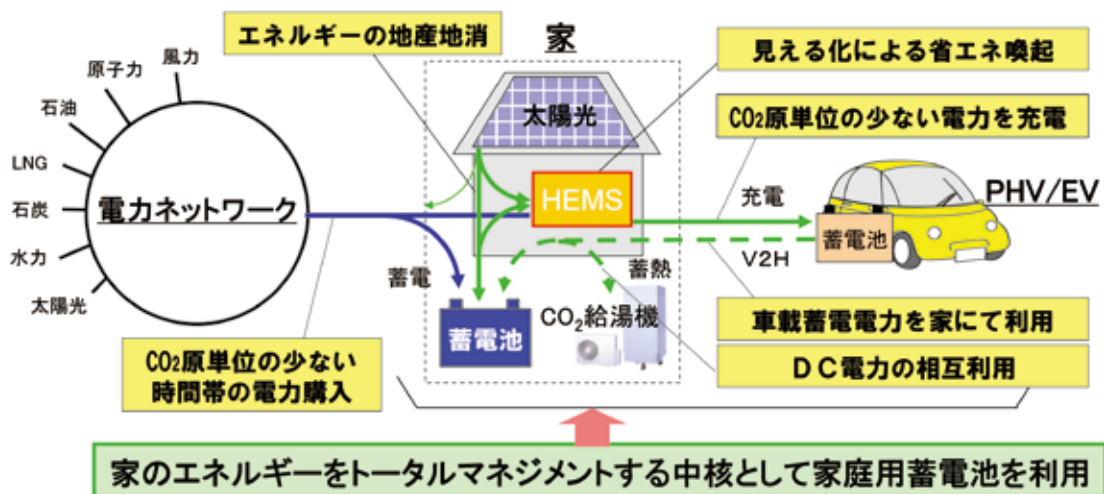 エネルギーの地産地消
家
見える化による省エネ喚起
風力
原子力
石油
LNG
石炭
水力
太陽光
電力ネットワーク
太陽光
HEMS
CO2原単位の少ない電力を充電
充電
PHV/EV
蓄電池
V2H
蓄電
蓄熱
蓄電池
CO2給湯機
車載蓄電電力を家にて利用
DC電力の相互利用
CO2原単位の少ない
時間帯の電力購入
家のエネルギーをトータルマネジメントする中核として家庭用蓄電池を利用